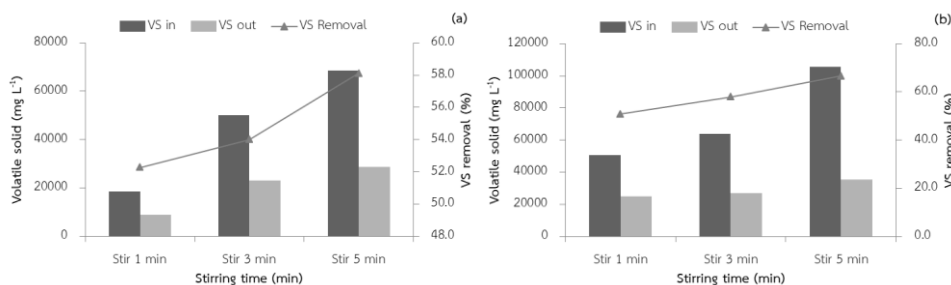 VS in VS out VS Removal (a)
80000
60000
40000
20000
0
Volatile solid (mg L⁻¹)
60.0
58.0
56.0
54.0
52.0
50.0
48.0
VS removal (%)
Stir 1 min Stir 3 min Stir 5 min
Stirring time (min)
VS in VS out VS Removal (b)
120000
100000
80000
60000
40000
20000
0
Volatile solid (mg L⁻¹)
80.0
60.0
40.0
20.0
0.0
VS removal (%)
Stir 1 min Stir 3 min Stir 5 min
Stirring time (min)